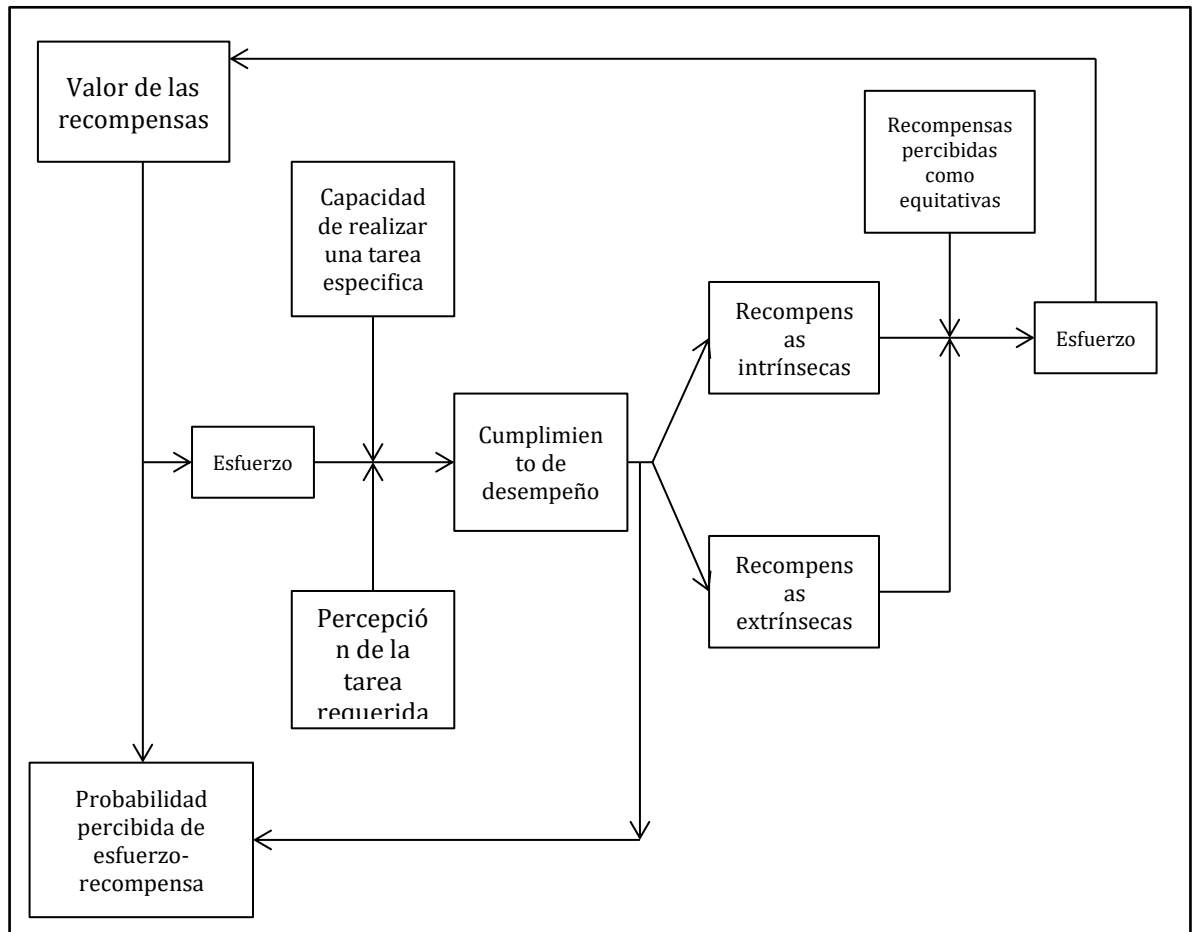 Valor de las
recompensas
Recompensas
percibidas
como
equitativas
Capacidad
de realizar
una tarea
especifica
Recompens
as
intrínsecas
Esfuerzo
Esfuerzo
Cumplimien
to de
desempeño
Recompens
as
extrínsecas
Percepció
n de la
tarea
requerida
Probabilidad
percibida de
esfuerzo-
recompensa